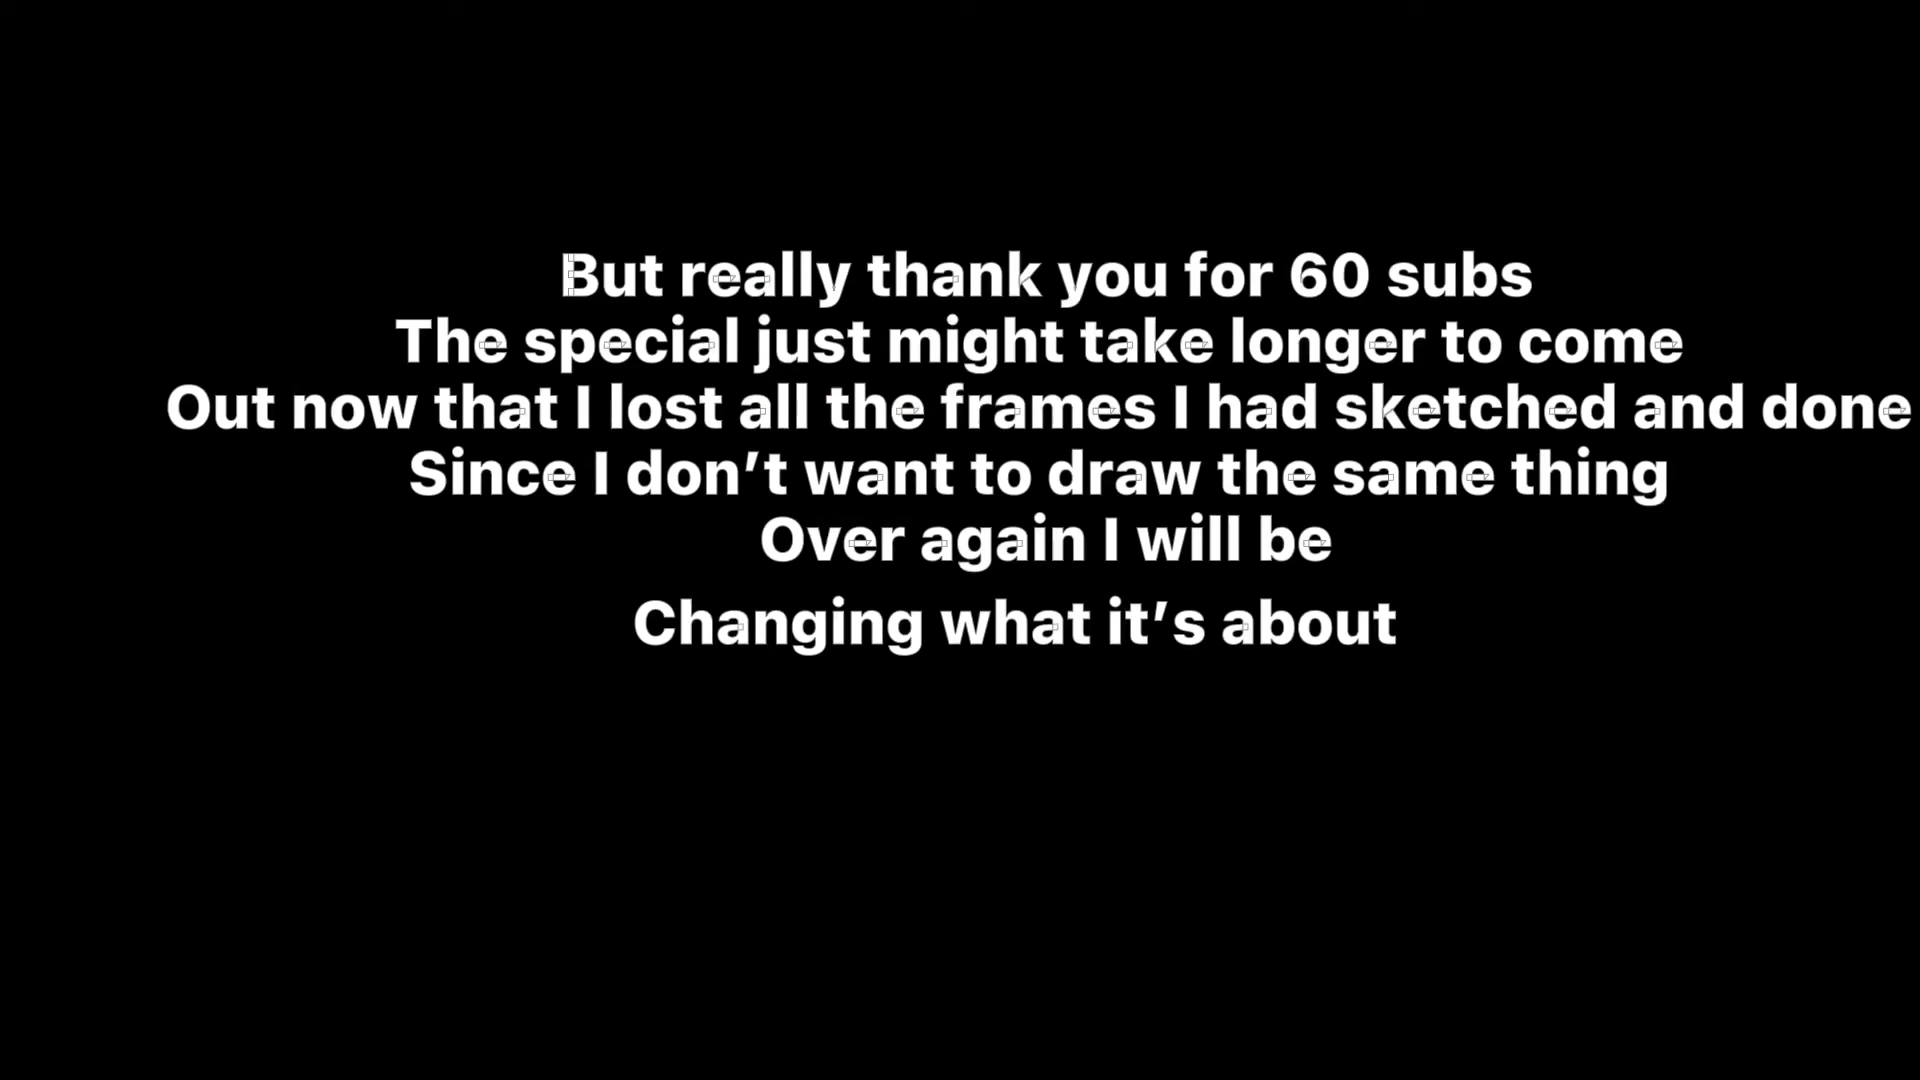 But really thank you for 60 subs
The special just might take longer to come
Out now that I lost all the frames I had sketched and done
Since I don’t want to draw the same thing
Over again I will be
Changing what it’s about